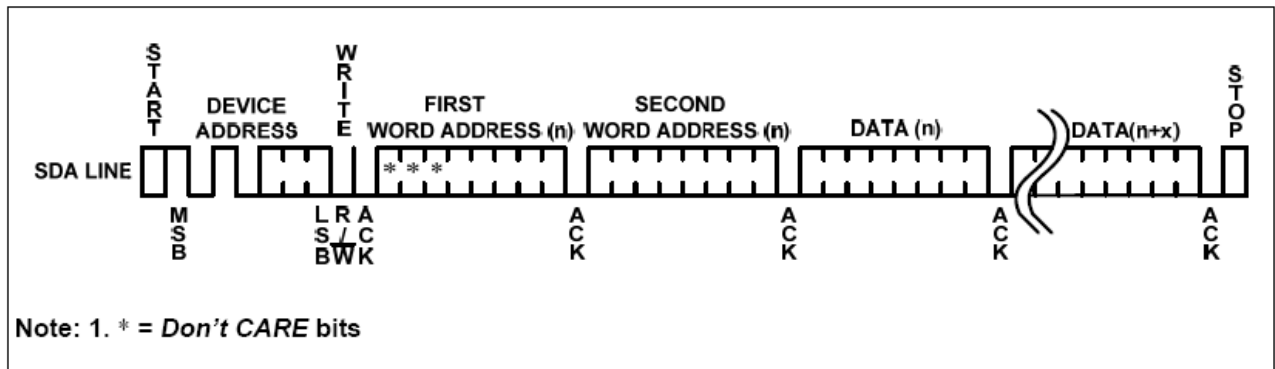 START
WRITE
STOP
DEVICE ADDRESS
FIRST WORD ADDRESS (n)
SECOND WORD ADDRESS (n)
DATA (n)
DATA(n+x)
SDA LINE
* * *
MSB
LSB
R/W
ACK
ACK
ACK
ACK
ACK
Note: 1. * = Don't CARE bits